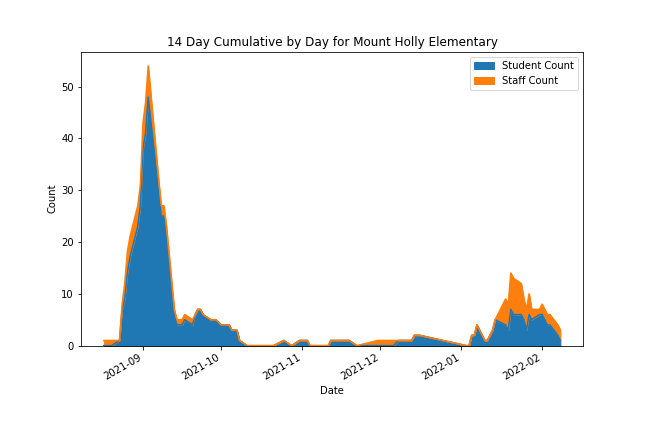 14 Day Cumulative by Day for Mount Holly Elementary
Student Count
Staff Count
50
40
30
20
10
0
Count
2021-09
2021-10
2021-11
2021-12
2022-01
2022-02
Date